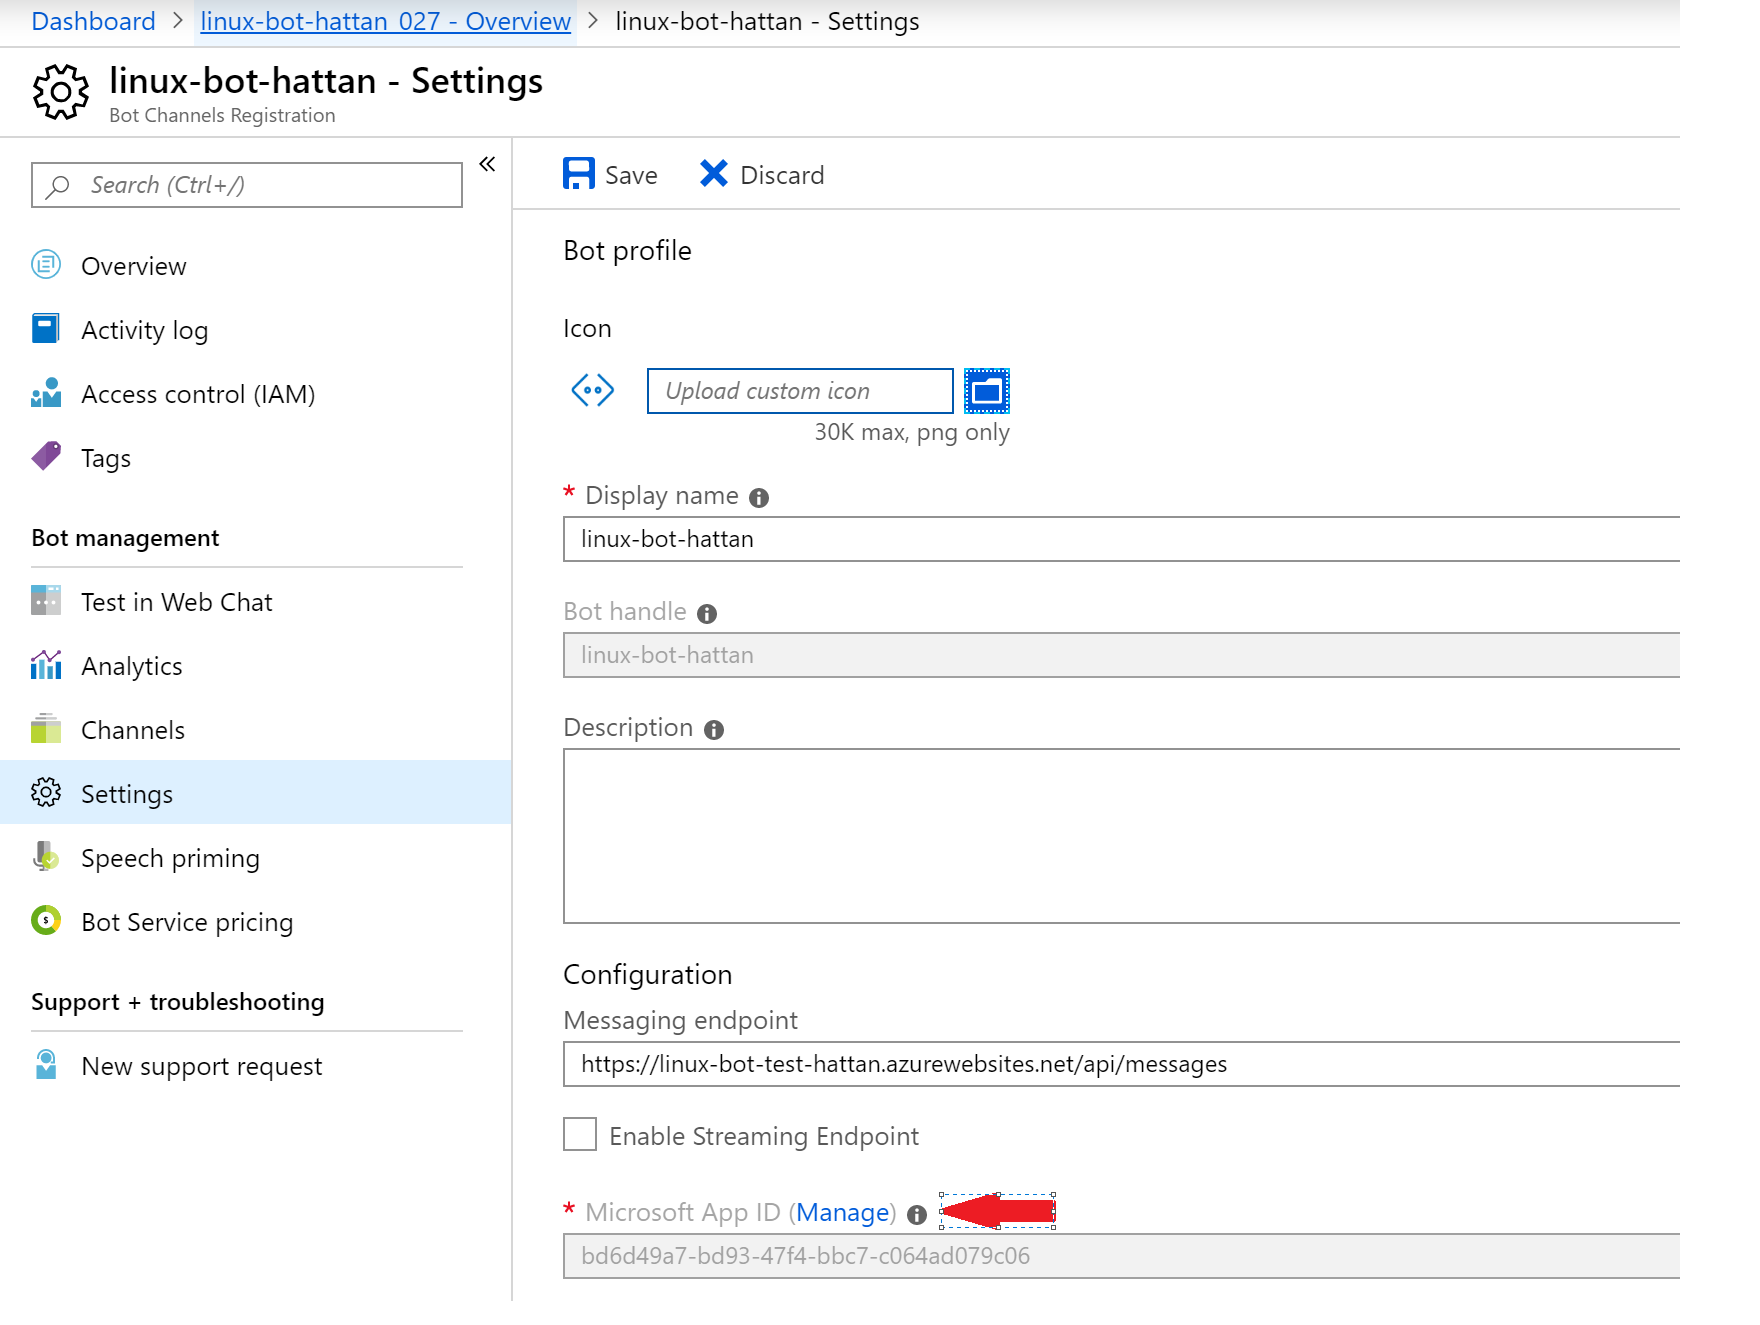 Dashboard > linux-bot-hattan_027 - Overview > linux-bot-hattan - Settings
linux-bot-hattan - Settings
Bot Channels Registration
Search (Ctrl+/)
«
Overview
Activity log
Access control (IAM)
Tags
Bot management
Test in Web Chat
Analytics
Channels
Settings
Speech priming
Bot Service pricing
Support + troubleshooting
New support request
Save Discard
Bot profile
Icon
Upload custom icon
30K max, png only
* Display name
linux-bot-hattan
Bot handle
linux-bot-hattan
Description
Configuration
Messaging endpoint
https://linux-bot-test-hattan.azurewebsites.net/api/messages
Enable Streaming Endpoint
* Microsoft App ID (Manage)
bd6d49a7-bd93-47f4-bbc7-c064ad079c06